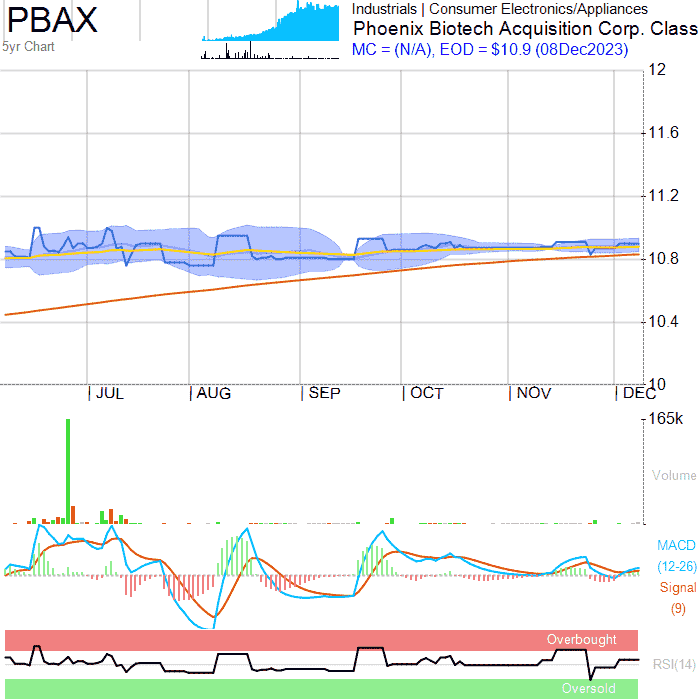 PBAX
5yr Chart
Industrials | Consumer Electronics/Appliances
Phoenix Biotech Acquisition Corp. Class
MC = (N/A), EOD = $10.9 (08Dec2023)
12
11.6
11.2
10.8
10.4
10
JUL
AUG
SEP
OCT
NOV
DEC
165k
Volume
MACD
(12-26)
Signal
(9)
Overbought
RSI(14)
Oversold